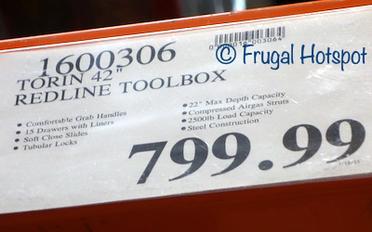 1600306
© Frugal Hotspot
TORIN 42"
REDLINE TOOLBOX
• Comfortable Grab Handles
• 15 Drawers with Liners
• Soft Close Slides
• Tubular Locks
• 22" Max Depth Capacity
• Compressed Airgas Struts
• 2500lb Load Capacity
• Steel Construction
799.99